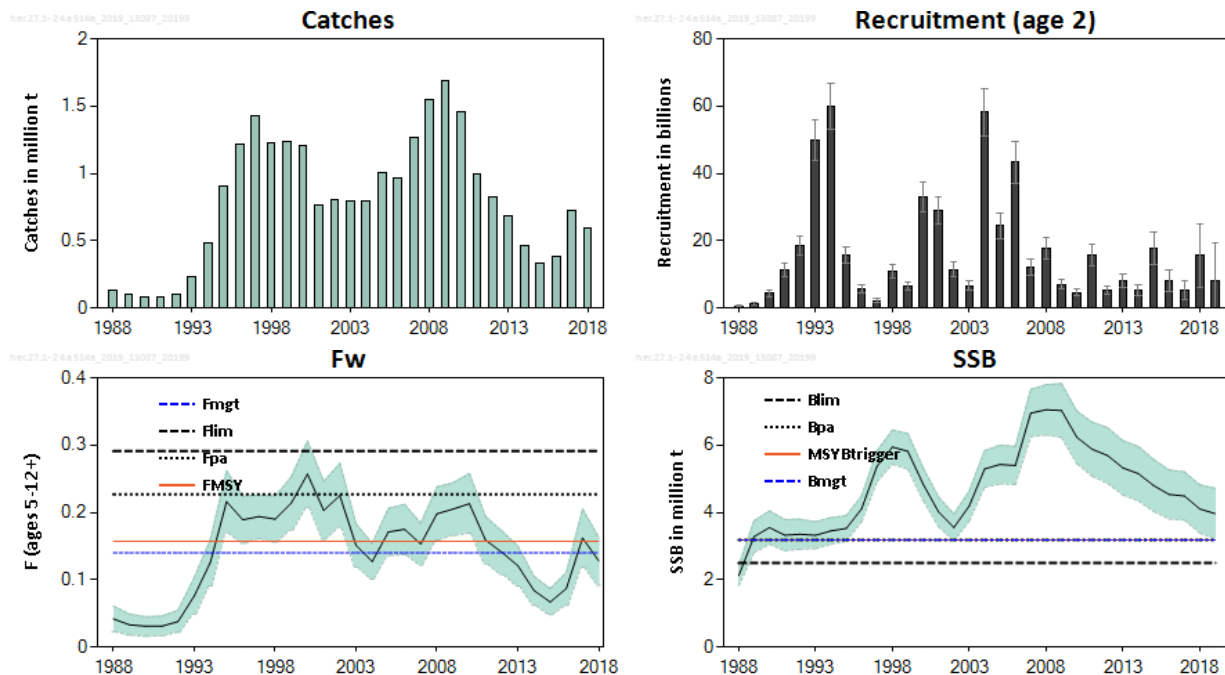 Catches
Catches in million t
2
1.5
1
0.5
0
1988 1993 1998 2003 2008 2013 2018
Recruitment (age 2)
Recruitment in billions
80
60
40
20
0
1988 1993 1998 2003 2008 2013 2018
Fw
F (ages 5-12+)
0.4
0.3
0.2
0.1
0
Fmgt
Flim
Fpa
FMSY
1988 1993 1998 2003 2008 2013 2018
SSB
SSB in million t
8
6
4
2
0
Blim
Bpa
MSYBtrigger
Bmgt
1988 1993 1998 2003 2008 2013 2018